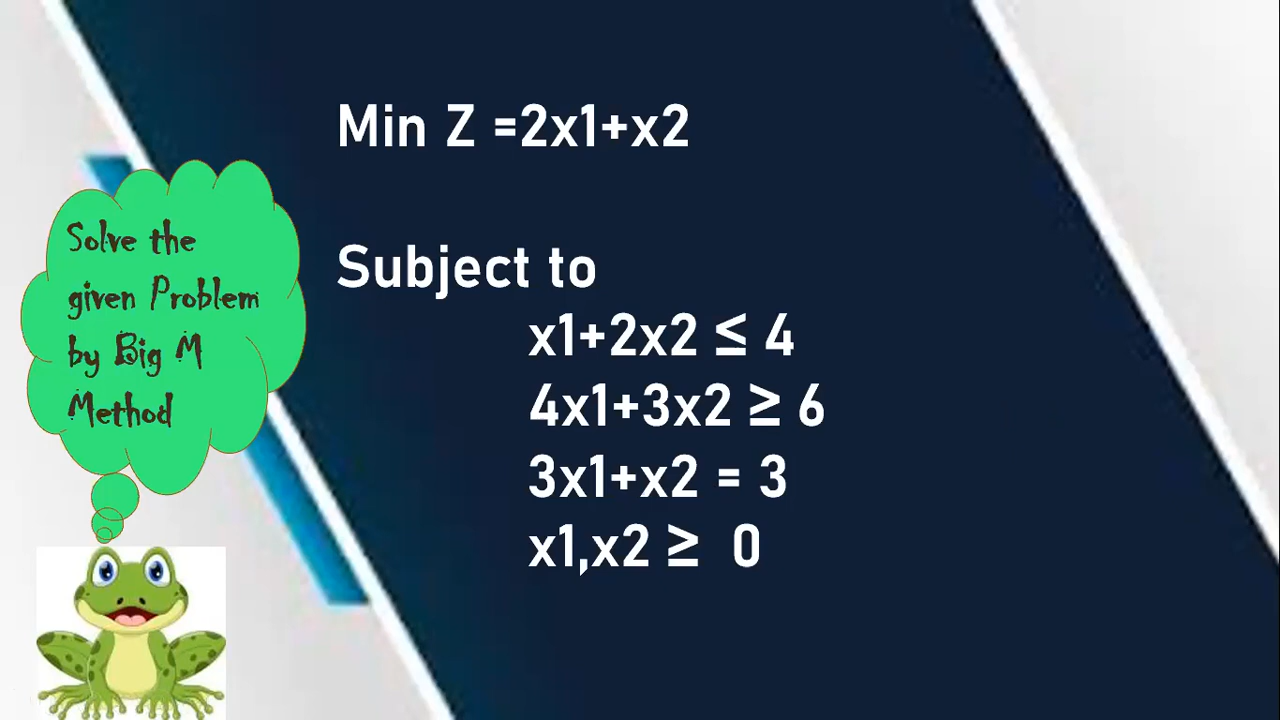 Min Z =2x1+x2
Solve the
given Problem
by Big M
Method
Subject to
x1+2x2 ≤ 4
4x1+3x2 ≥ 6
3x1+x2 = 3
x1,x2 ≥ 0